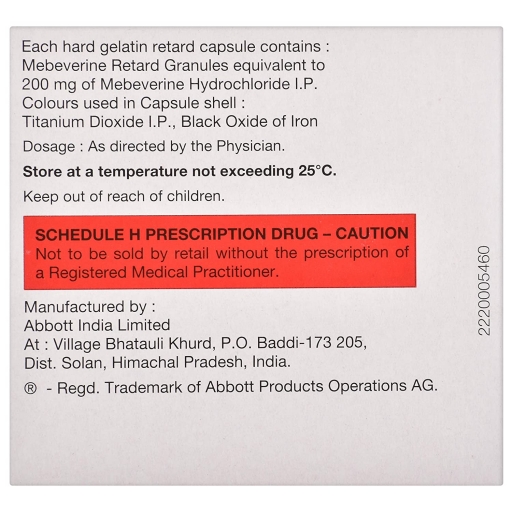 Each hard gelatin retard capsule contains :
Mebeverine Retard Granules equivalent to
200 mg of Mebeverine Hydrochloride I.P.
Colours used in Capsule shell :
Titanium Dioxide I.P., Black Oxide of Iron
Dosage : As directed by the Physician.
Store at a temperature not exceeding 25°C.
Keep out of reach of children.
SCHEDULE H PRESCRIPTION DRUG – CAUTION
Not to be sold by retail without the prescription of
a Registered Medical Practitioner.
Manufactured by :
Abbott India Limited
At : Village Bhatauli Khurd, P.O. Baddi-173 205,
Dist. Solan, Himachal Pradesh, India.
® - Regd. Trademark of Abbott Products Operations AG.
2220005460